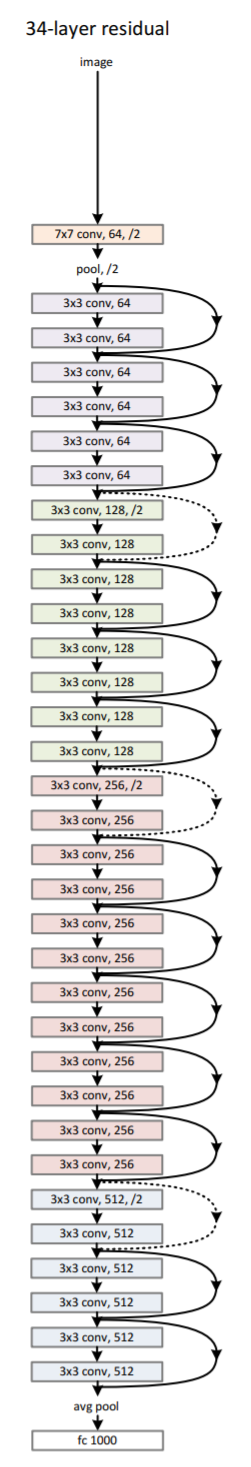 34-layer residual
image
7x7 conv, 64, /2
pool, /2
3x3 conv, 64
3x3 conv, 64
3x3 conv, 64
3x3 conv, 64
3x3 conv, 64
3x3 conv, 64
3x3 conv, 128, /2
3x3 conv, 128
3x3 conv, 128
3x3 conv, 128
3x3 conv, 128
3x3 conv, 128
3x3 conv, 128
3x3 conv, 128
3x3 conv, 256, /2
3x3 conv, 256
3x3 conv, 256
3x3 conv, 256
3x3 conv, 256
3x3 conv, 256
3x3 conv, 256
3x3 conv, 256
3x3 conv, 256
3x3 conv, 256
3x3 conv, 256
3x3 conv, 256
3x3 conv, 512, /2
3x3 conv, 512
3x3 conv, 512
3x3 conv, 512
3x3 conv, 512
3x3 conv, 512
avg pool
fc 1000